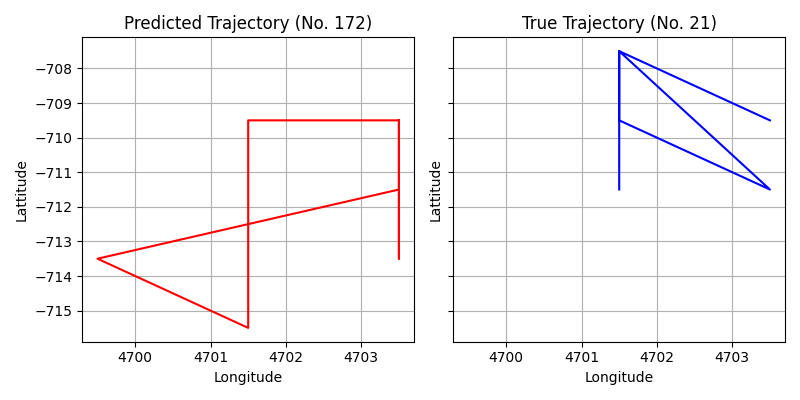 Predicted Trajectory (No. 172)
True Trajectory (No. 21)
Lattitude
−708
−709
−710
−711
−712
−713
−714
−715
4700
4701
4702
4703
Longitude
Lattitude
4700
4701
4702
4703
Longitude